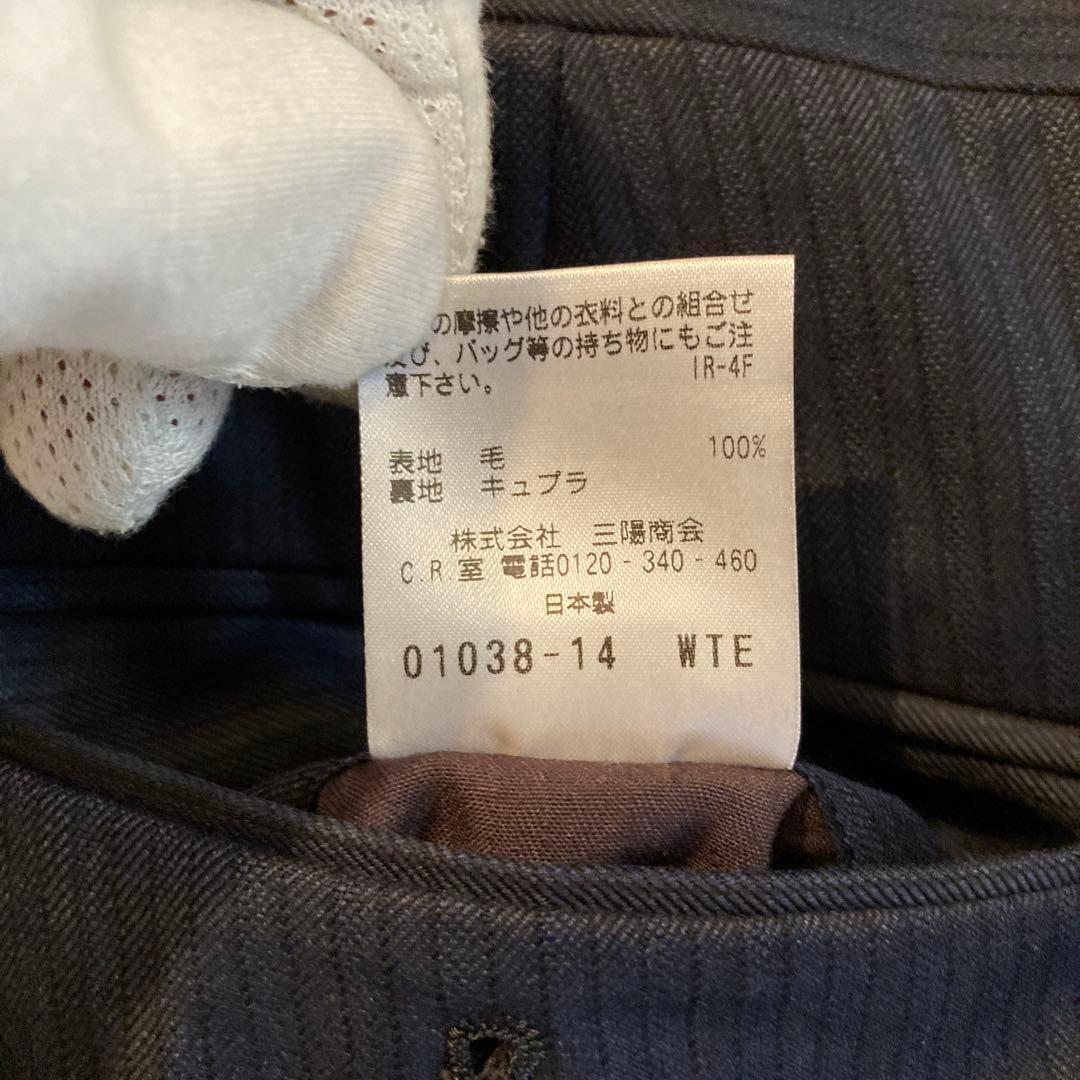 の摩擦や他の衣料との組合せ
及び、バッグ等の持ち物にもご注
意下さい。 IR-4F
表地 毛 100%
裏地 キュプラ
株式会社 三陽商会
C.R.室 電話0120-340-460
日本製
01038-14 WTE